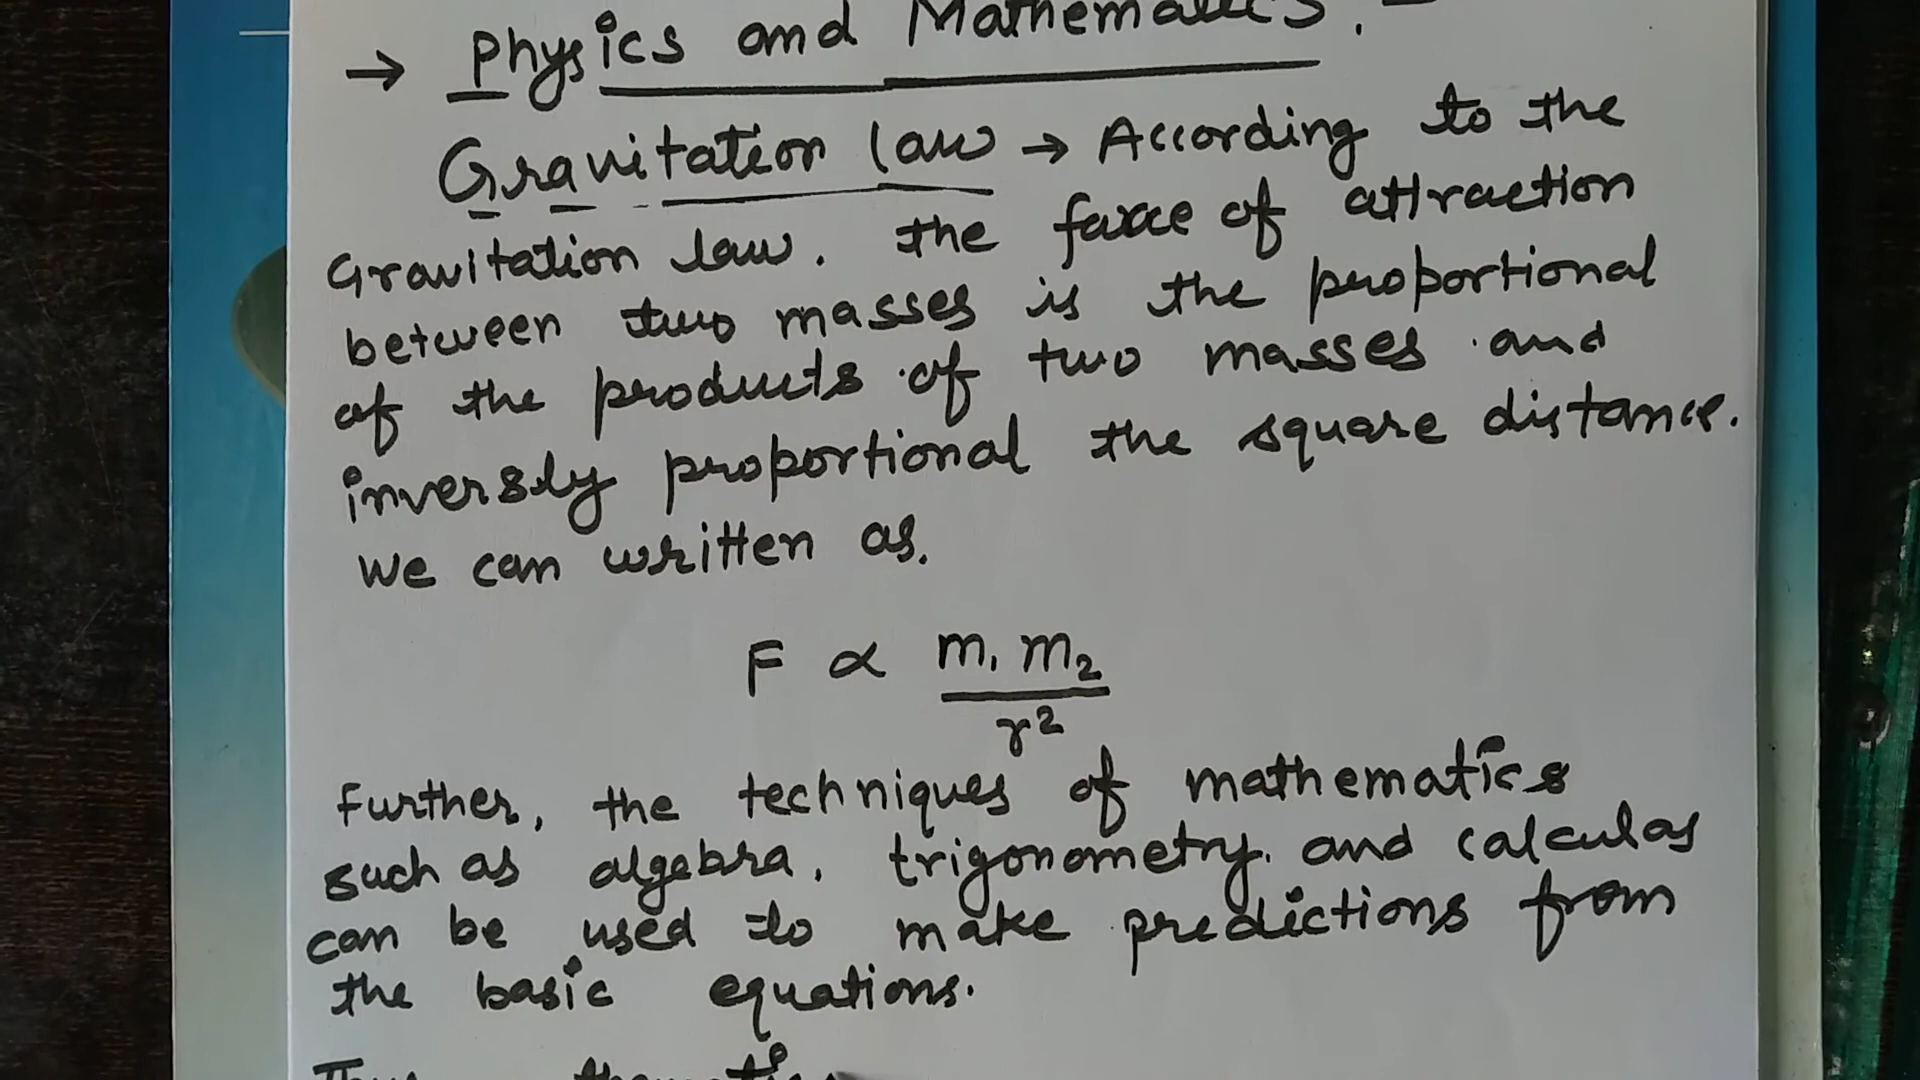 → Physics and Mathematics. -
Gravitation law → According to the
Gravitation law. the force of attraction
between two masses is the proportional
of the products of two masses and
inversly proportional the square distance.
we can written as.
F ∝ m₁ m₂
r²
Further, the techniques of mathematics
such as algebra, trigonometry, and calculas
can be used to make predictions from
the basic equations.